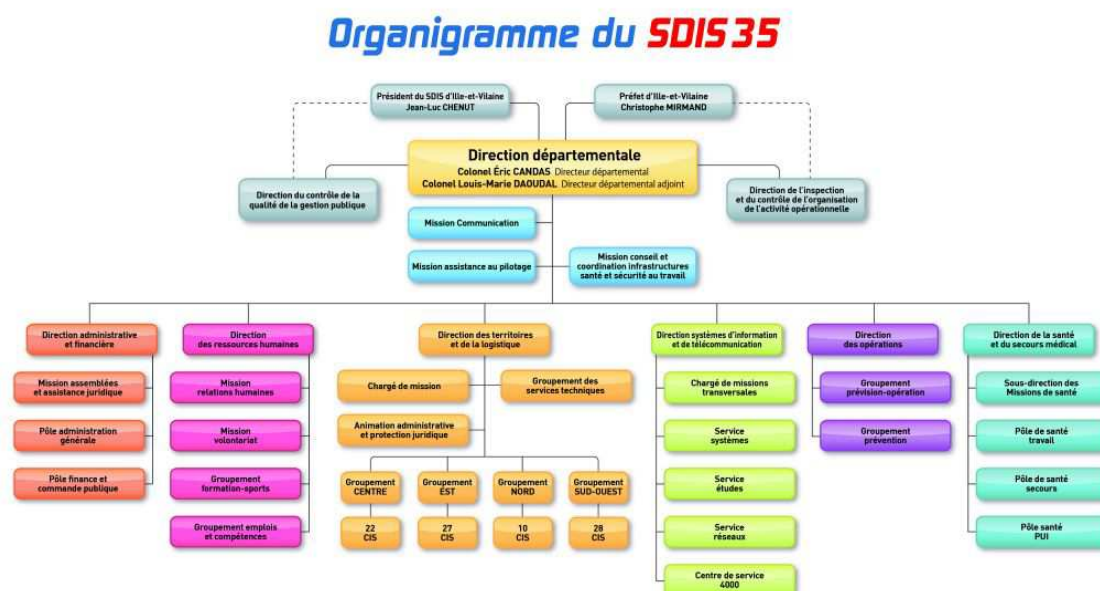 Organigramme du SDIS 35
Président du SDIS d'Ille-et-Vilaine
Jean-Luc CHENUT
Préfet d'Ille-et-Vilaine
Christophe MIRMAND
Direction départementale
Colonel Éric CANDAS Directeur départemental
Colonel Louis-Marie DAOUDAL Directeur départemental adjoint
Direction du contrôle de la
qualité de la gestion publique
Direction de l'inspection
et du contrôle de l'organisation
de l'activité opérationnelle
Mission Communication
Mission assistance au pilotage
Mission conseil et
coordination infrastructures
santé et sécurité au travail
Direction administrative
et financière
Mission assemblées
et assistance juridique
Pôle administration
générale
Pôle finance et
commande publique
Direction
des ressources humaines
Mission
relations humaines
Mission
volontariat
Groupement
formation-sports
Groupement emplois
et compétences
Direction des territoires
et de la logistique
Chargé de mission
Groupement des
services techniques
Animation administrative
et protection juridique
Groupement
CENTRE
Groupement
EST
Groupement
NORD
Groupement
SUD-OUEST
22
CIS
27
CIS
10
CIS
28
CIS
Direction systèmes d'information
et de télécommunication
Chargé de missions
transversales
Service
systèmes
Service
études
Service
réseaux
Centre de service
4000
Direction
des opérations
Groupement
prévision-opération
Groupement
prévention
Direction de la santé
et du secours médical
Sous-direction des
Missions de santé
Pôle de santé
travail
Pôle de santé
secours
Pôle santé
PUI